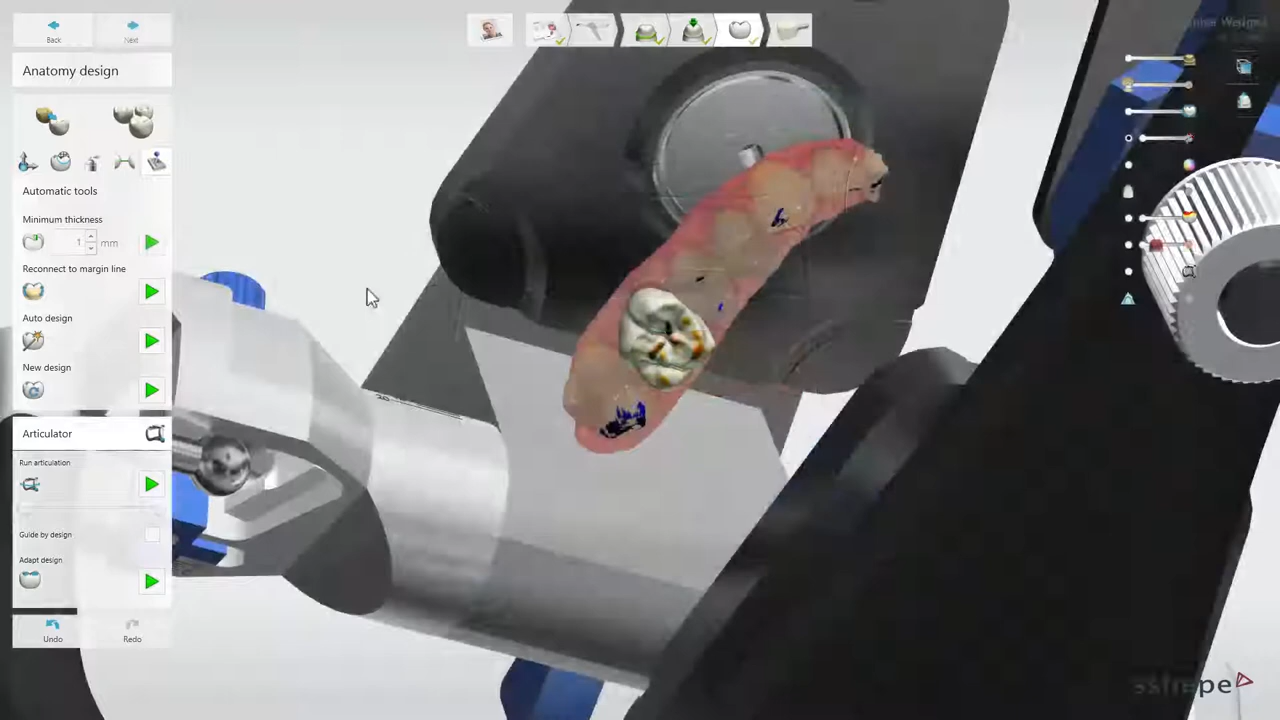 Back
Next
Anatomy design
Automatic tools
Minimum thickness
1
mm
Reconnect to margin line
Auto design
New design
Articulator
Run articulation
Guide by design
Adapt design
Undo
Redo